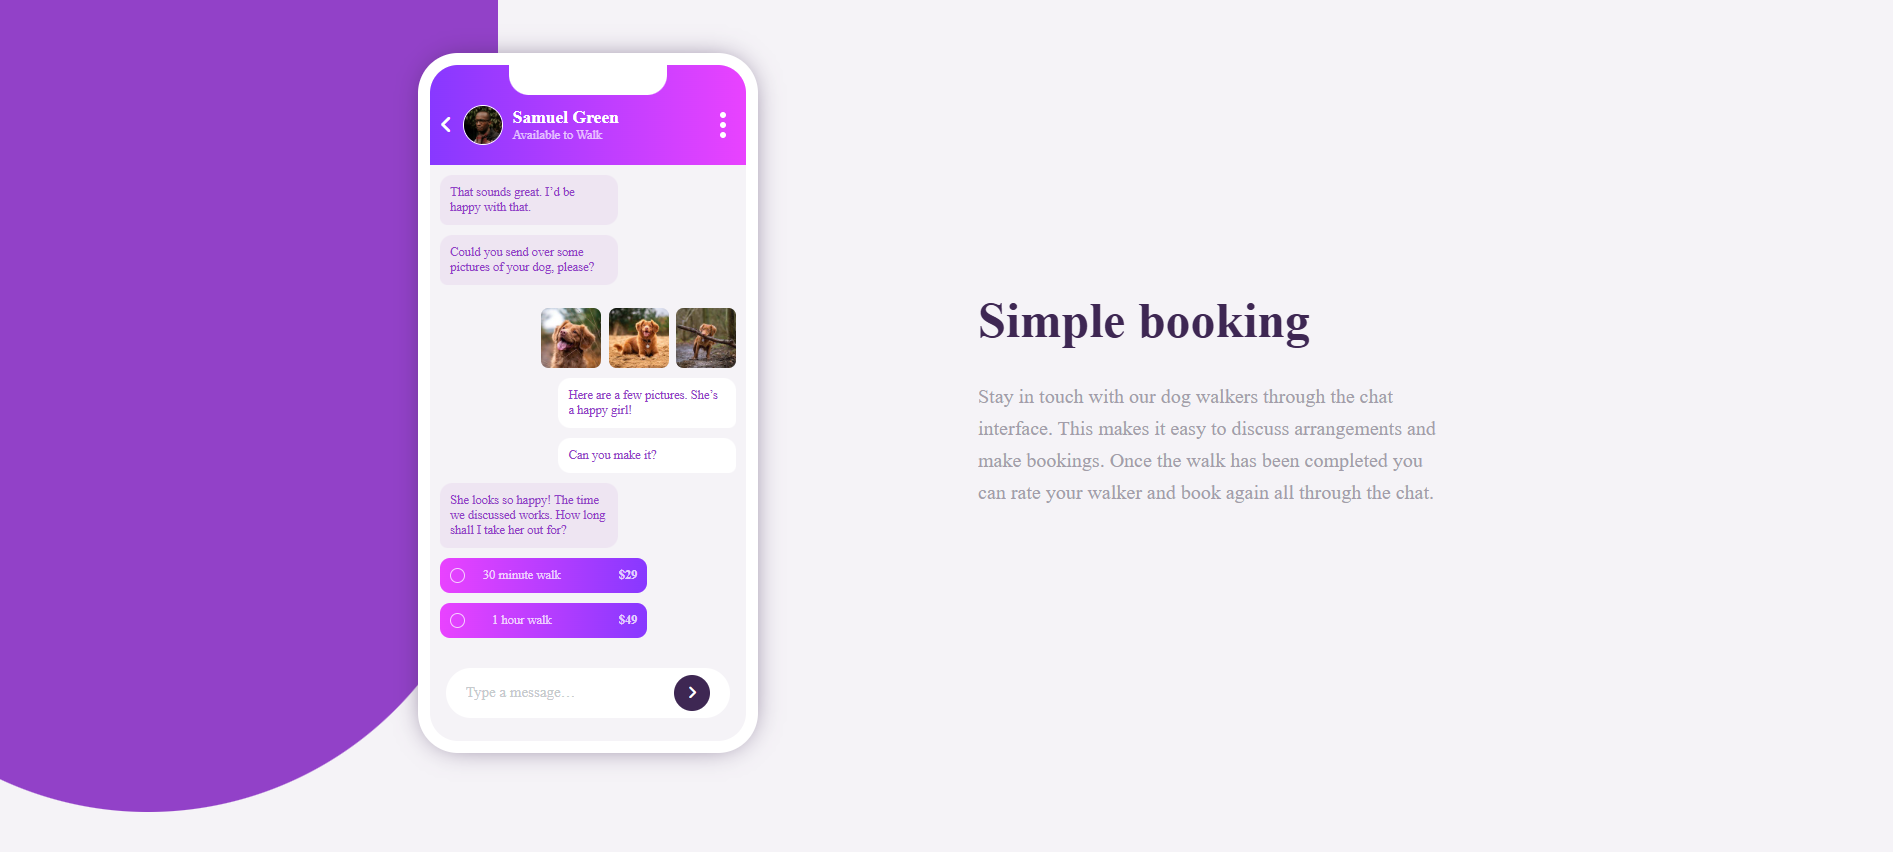 Samuel Green
Available to Walk
That sounds great. I’d be
happy with that.
Could you send over some
pictures of your dog, please?
Here are a few pictures. She’s
a happy girl!
Can you make it?
She looks so happy! The time
we discussed works. How long
shall I take her out for?
30 minute walk $29
1 hour walk $49
Type a message…
Simple booking
Stay in touch with our dog walkers through the chat
interface. This makes it easy to discuss arrangements and
make bookings. Once the walk has been completed you
can rate your walker and book again all through the chat.